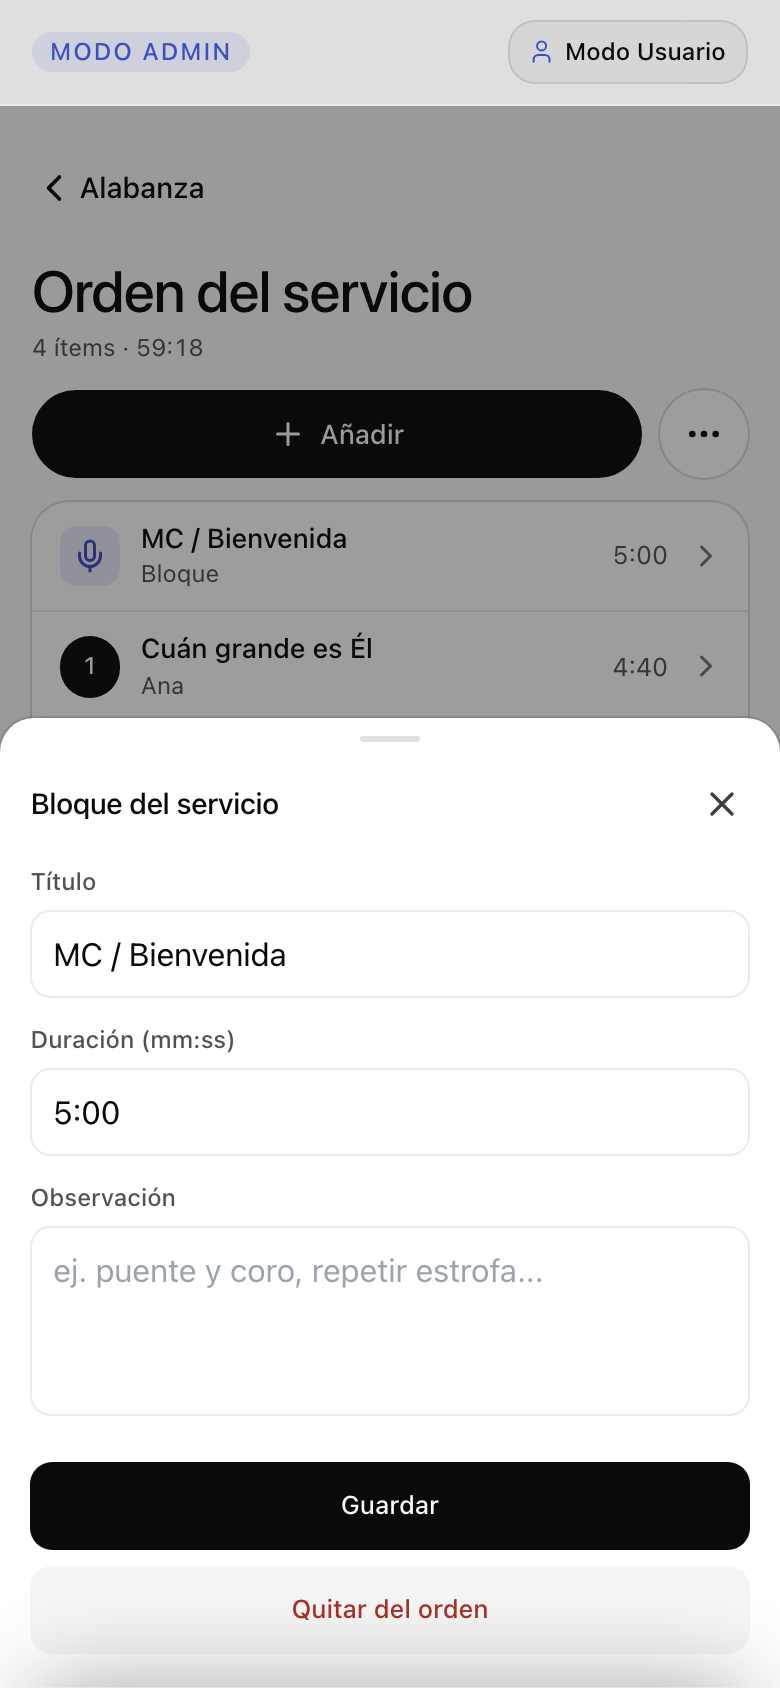 MODO ADMIN
Modo Usuario
Alabanza
Orden del servicio
4 ítems · 59:18
Añadir
MC / Bienvenida
Bloque
5:00
1
Cuán grande es Él
Ana
4:40
Bloque del servicio
Título
MC / Bienvenida
Duración (mm:ss)
5:00
Observación
ej. puente y coro, repetir estrofa...
Guardar
Quitar del orden